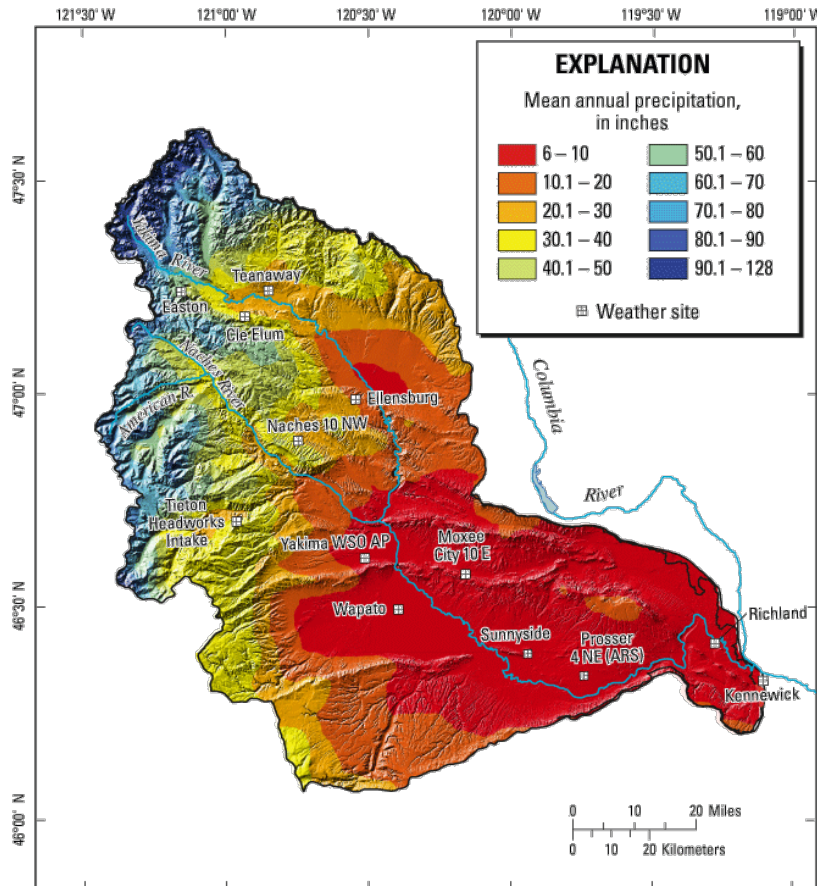 121°30' W
121°00' W
120°30' W
120°00' W
119°30' W
119°00' W
EXPLANATION
Mean annual precipitation,
in inches
6 – 10
10.1 – 20
20.1 – 30
30.1 – 40
40.1 – 50
50.1 – 60
60.1 – 70
70.1 – 80
80.1 – 90
90.1 – 128
Weather site
47°30' N
47°00' N
46°30' N
46°00' N
Yakima River
Teanaway
Easton
Cle Elum
Naches River
American R.
Ellensburg
Naches 10 NW
Columbia
River
Tieton
Headworks
Intake
Yakima WSO AP
Moxee
City 10 E
Wapato
Sunnyside
Prosser
4 NE (ARS)
Richland
Kennewick
0 10 20 Miles
0 10 20 Kilometers